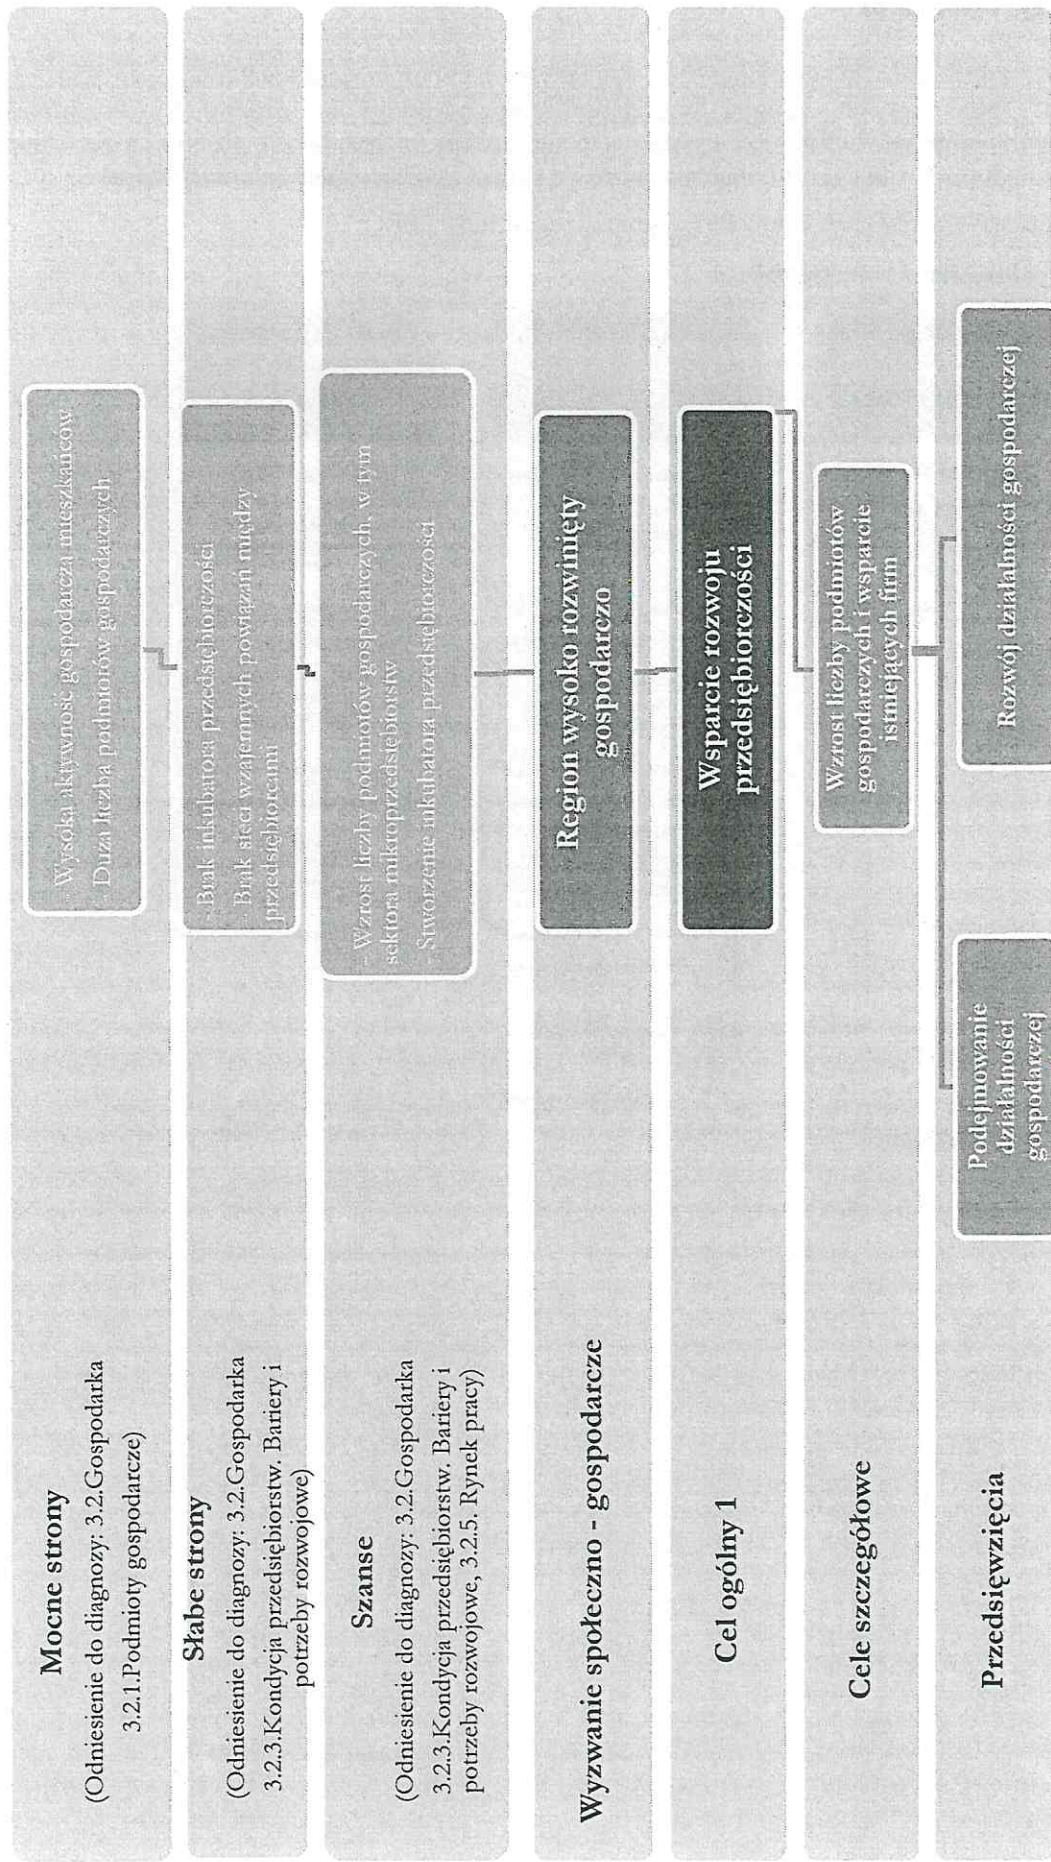 Mocne strony
(Odniesienie do diagnozy: 3.2.Gospodarka
3.2.1.Podmioty gospodarcze)
- Wysoka aktywność gospodarcza mieszkańców
- Duża liczba podmiotów gospodarczych
Słabe strony
(Odniesienie do diagnozy: 3.2.Gospodarka
3.2.3.Kondycja przedsiębiorstw. Bariery i
potrzeby rozwojowe)
- Brak inkubatora przedsiębiorczości
- Brak sieci wzajemnych powiązań między
przedsiębiorcami
Szanse
(Odniesienie do diagnozy: 3.2.Gospodarka
3.2.3.Kondycja przedsiębiorstw. Bariery i
potrzeby rozwojowe, 3.2.5. Rynek pracy)
- Wzrost liczby podmiotów gospodarczych, w tym
sektora mikroprzedsiębiorstw
- Stworzenie inkubatora przedsiębiorczości
Wyzwanie społeczno - gospodarcze
Region wysoko rozwinięty
gospodarczo
Cel ogólny 1
Wsparcie rozwoju
przedsiębiorczości
Cele szczegółowe
Wzrost liczby podmiotów
gospodarczych i wsparcie
istniejących firm
Przedsięwzięcia
Podejmowanie
działalności
gospodarczej
Rozwój działalności gospodarczej